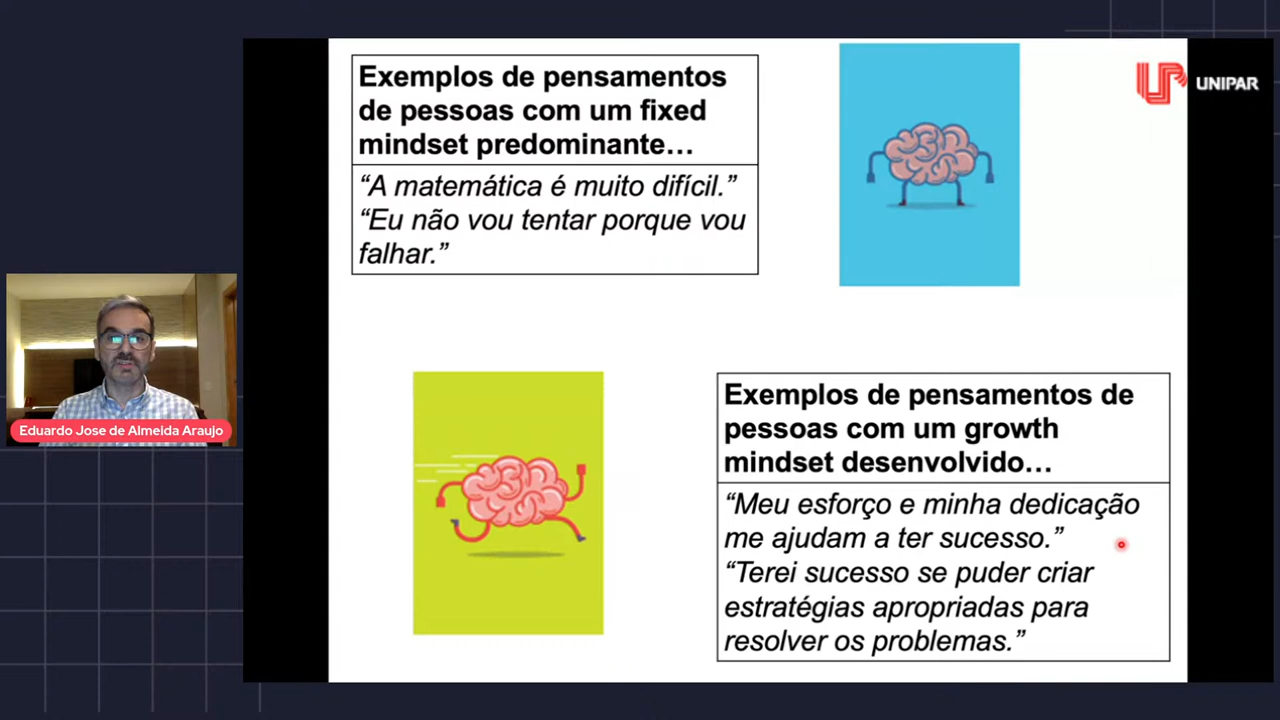 Exemplos de pensamentos
de pessoas com um fixed
mindset predominante...
“A matemática é muito difícil.”
“Eu não vou tentar porque vou
falhar.”
UNIPAR
Eduardo Jose de Almeida Araujo
Exemplos de pensamentos de
pessoas com um growth
mindset desenvolvido...
“Meu esforço e minha dedicação
me ajudam a ter sucesso.”
“Terei sucesso se puder criar
estratégias apropriadas para
resolver os problemas.”